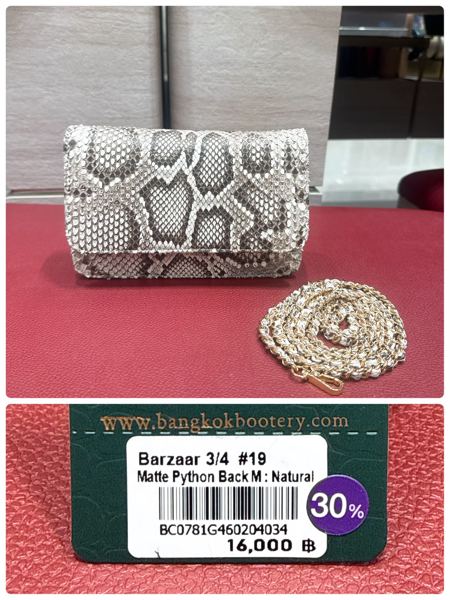 www.bangkokbootery.com
Barzaar 3/4 #19
Matte Python Back M : Natural
30%
BC0781G460204034
16,000 ฿